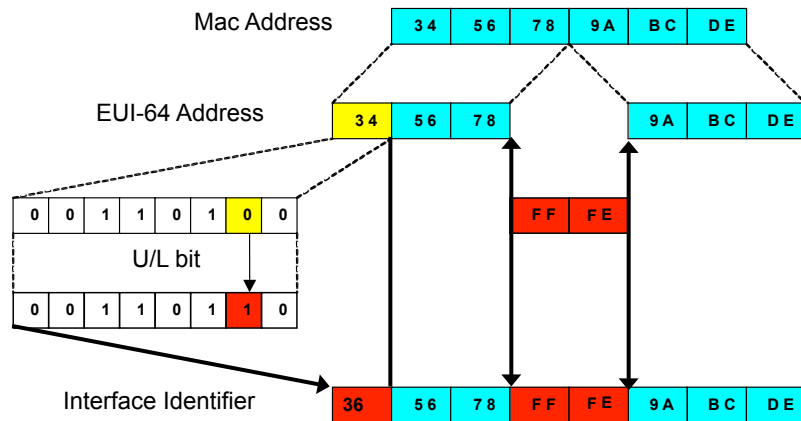 Mac Address 34 56 78 9A BC DE
EUI-64 Address 34 56 78 9A BC DE
0 0 1 1 0 1 0 0 FF FE
U/L bit
0 0 1 1 0 1 1 0
Interface Identifier 36 56 78 FF FE 9A BC DE